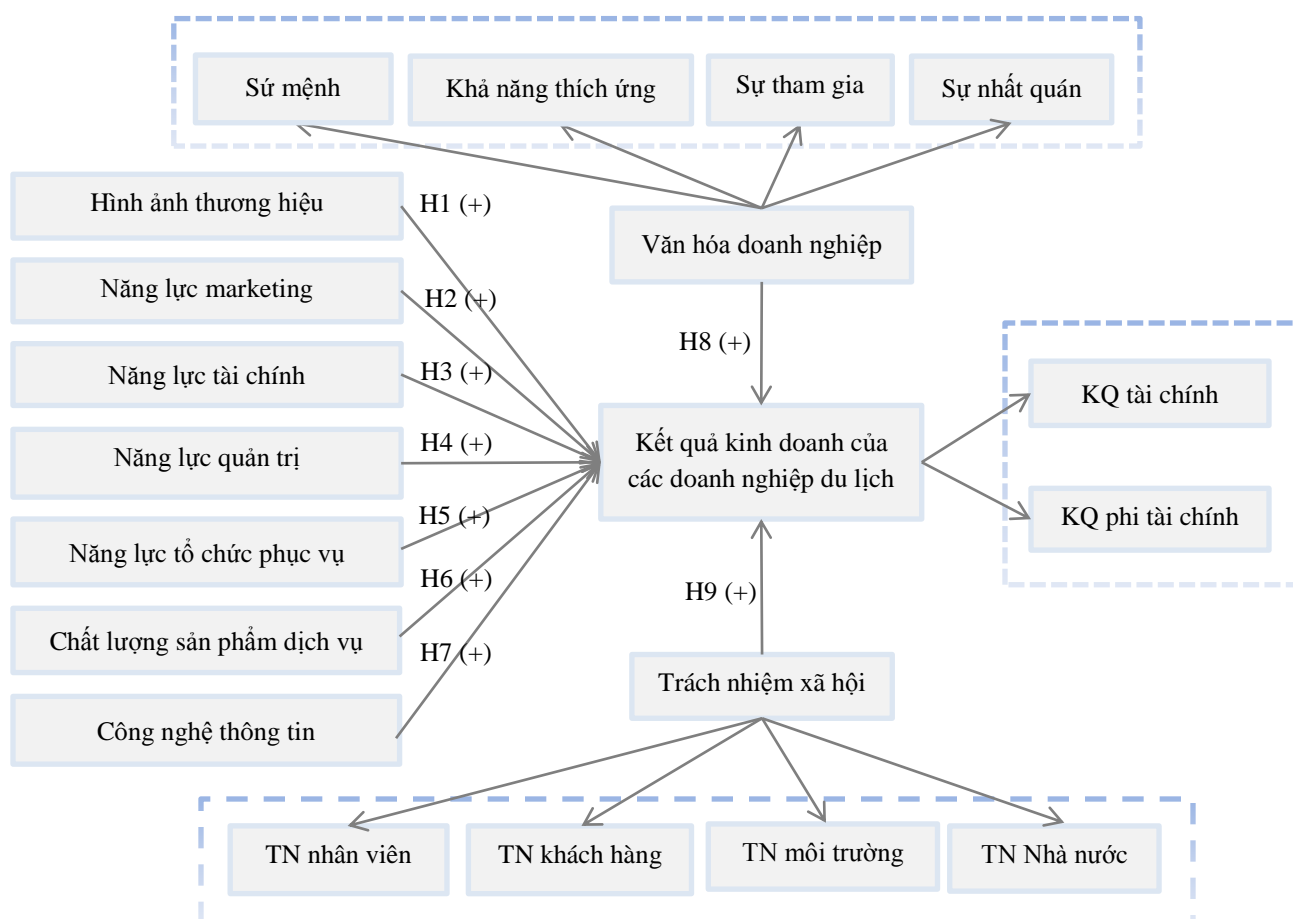 Sứ mệnh
Khả năng thích ứng
Sự tham gia
Sự nhất quán
Hình ảnh thương hiệu
H1 (+)
Văn hóa doanh nghiệp
Năng lực marketing
H2 (+)
H8 (+)
Năng lực tài chính
H3 (+)
KQ tài chính
Năng lực quản trị
H4 (+)
Kết quả kinh doanh của
các doanh nghiệp du lịch
Năng lực tổ chức phục vụ
H5 (+)
KQ phi tài chính
H6 (+)
H9 (+)
Chất lượng sản phẩm dịch vụ
H7 (+)
Trách nhiệm xã hội
Công nghệ thông tin
TN nhân viên
TN khách hàng
TN môi trường
TN Nhà nước